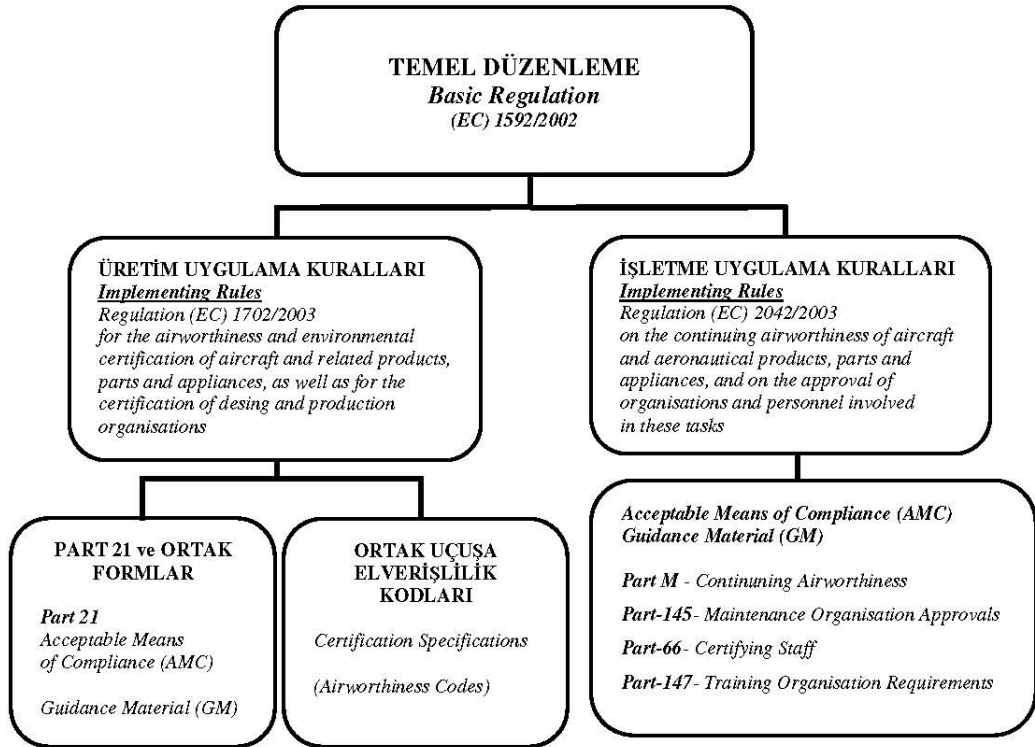 TEMEL DÜZENLEME
Basic Regulation
(EC) 1592/2002
ÜRETİM UYGULAMA KURALLARI
Implementing Rules
Regulation (EC) 1702/2003
for the airworthiness and environmental
certification of aircraft and related products,
parts and appliances, as well as for the
certification of desing and production
organisations
İŞLETME UYGULAMA KURALLARI
Implementing Rules
Regulation (EC) 2042/2003
on the continuing airworthiness of aircraft
and aeronautical products, parts and
appliances, and on the approval of
organisations and personnel involved
in these tasks
PART 21 ve ORTAK
FORMLAR
Part 21
Acceptable Means
of Compliance (AMC)
Guidance Material (GM)
ORTAK UÇUŞA
ELVERİŞLİLİK
KODLARI
Certification Specifications
(Airworthiness Codes)
Acceptable Means of Compliance (AMC)
Guidance Material (GM)
Part M - Continuning Airworthiness
Part-145- Maintenance Organisation Approvals
Part-66- Certifying Staff
Part-147- Training Organisation Requirements